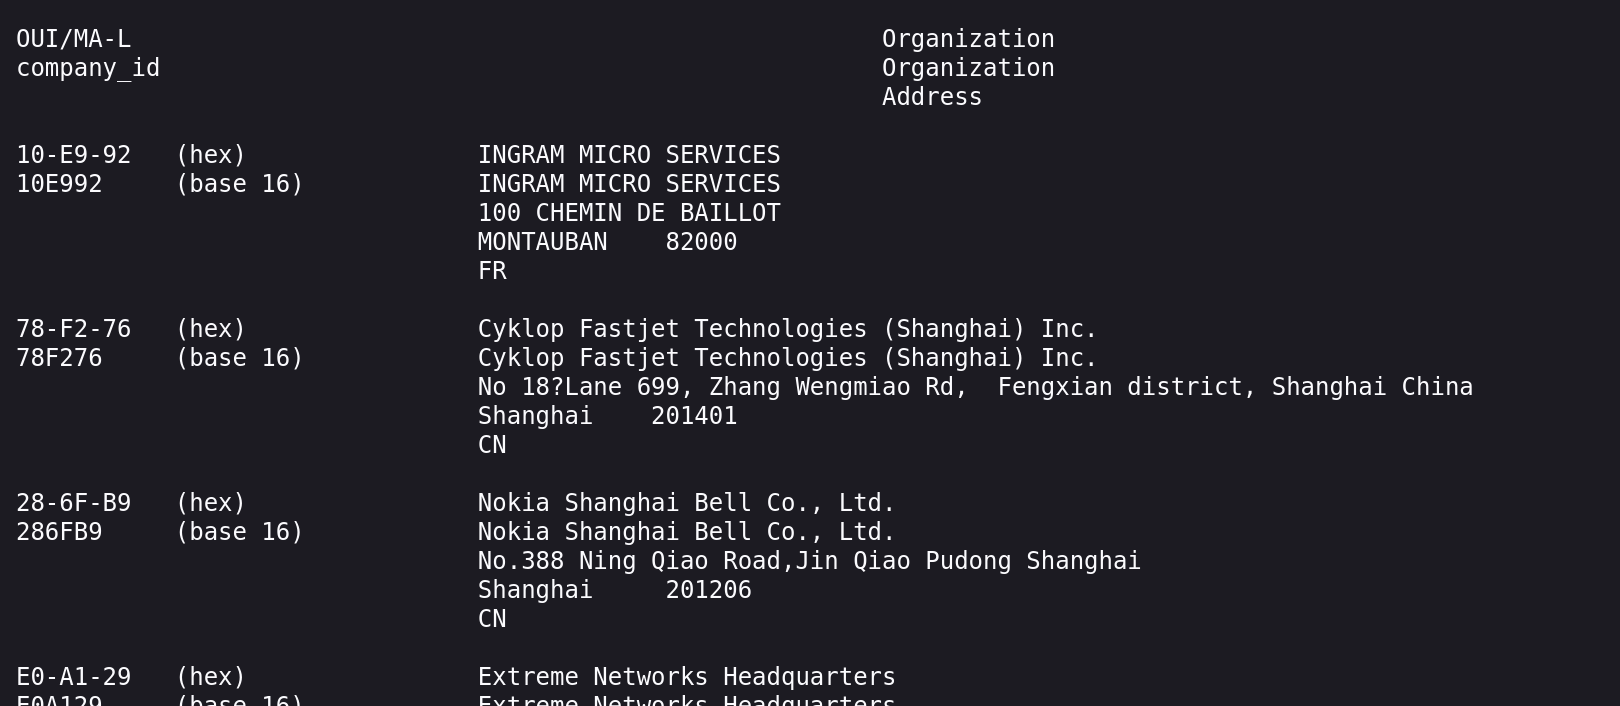 OUI/MA-L                                                    Organization
company_id                                                  Organization
                                                            Address

10-E9-92   (hex)                INGRAM MICRO SERVICES
10E992     (base 16)            INGRAM MICRO SERVICES
                                100 CHEMIN DE BAILLOT
                                MONTAUBAN    82000
                                FR

78-F2-76   (hex)                Cyklop Fastjet Technologies (Shanghai) Inc.
78F276     (base 16)            Cyklop Fastjet Technologies (Shanghai) Inc.
                                No 18?Lane 699, Zhang Wengmiao Rd,  Fengxian district, Shanghai China
                                Shanghai    201401
                                CN

28-6F-B9   (hex)                Nokia Shanghai Bell Co., Ltd.
286FB9     (base 16)            Nokia Shanghai Bell Co., Ltd.
                                No.388 Ning Qiao Road,Jin Qiao Pudong Shanghai
                                Shanghai     201206
                                CN

E0-A1-29   (hex)                Extreme Networks Headquarters
E0A129     (base 16)            Extreme Networks Headquarters